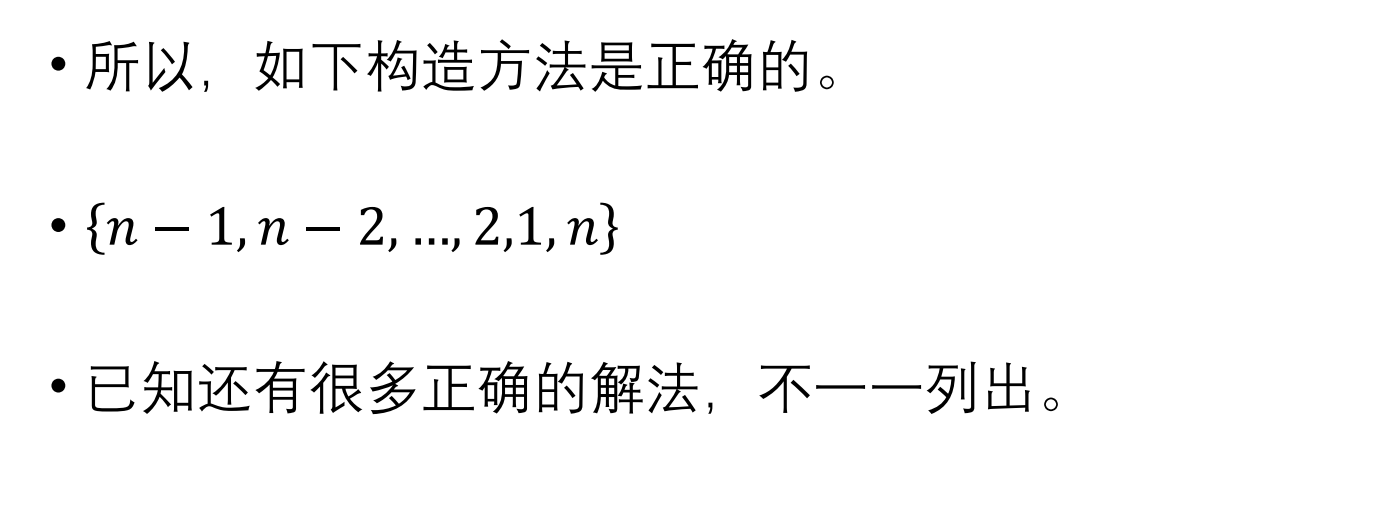 • 所以，如下构造方法是正确的。
• {n − 1, n − 2, …, 2,1, n}
• 已知还有很多正确的解法，不一一列出。